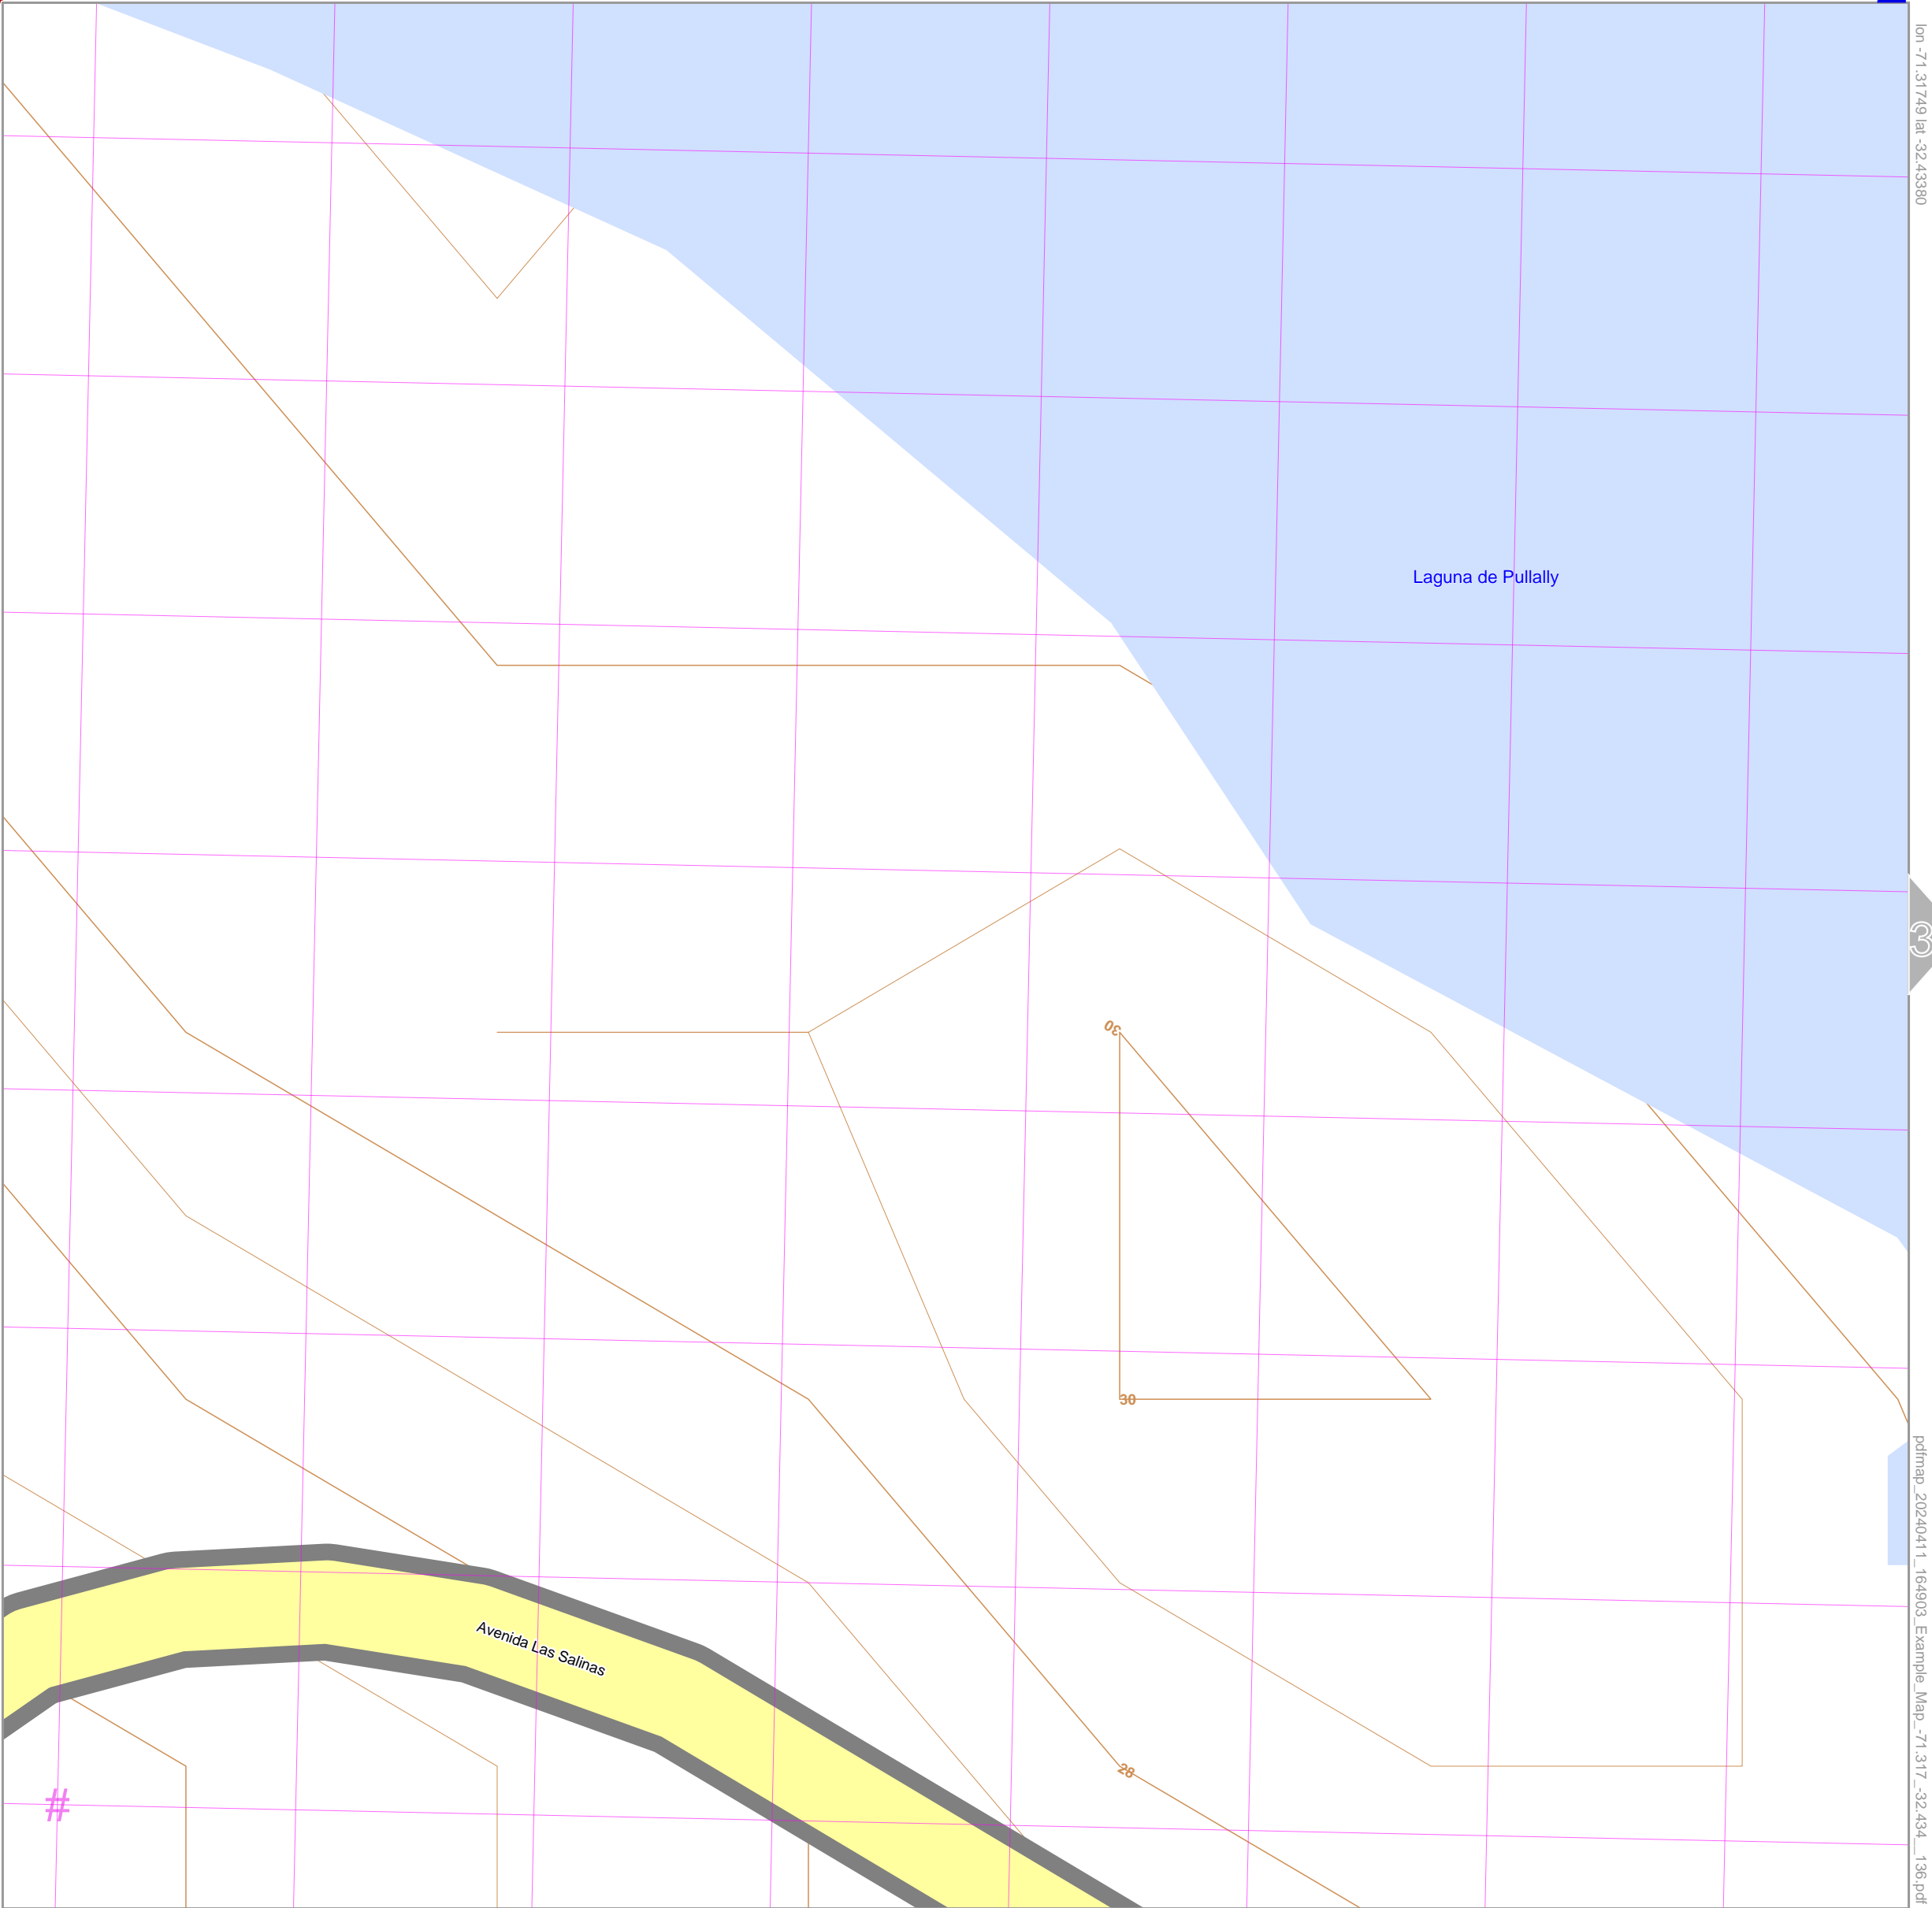 lon -71.31749 lat -32.43380
Laguna de Pullally
3
30
30
pdfmap_20240411_164903_Example_Map_-71.317_-32.434__136.pdf
Avenida Las Salinas
28
#